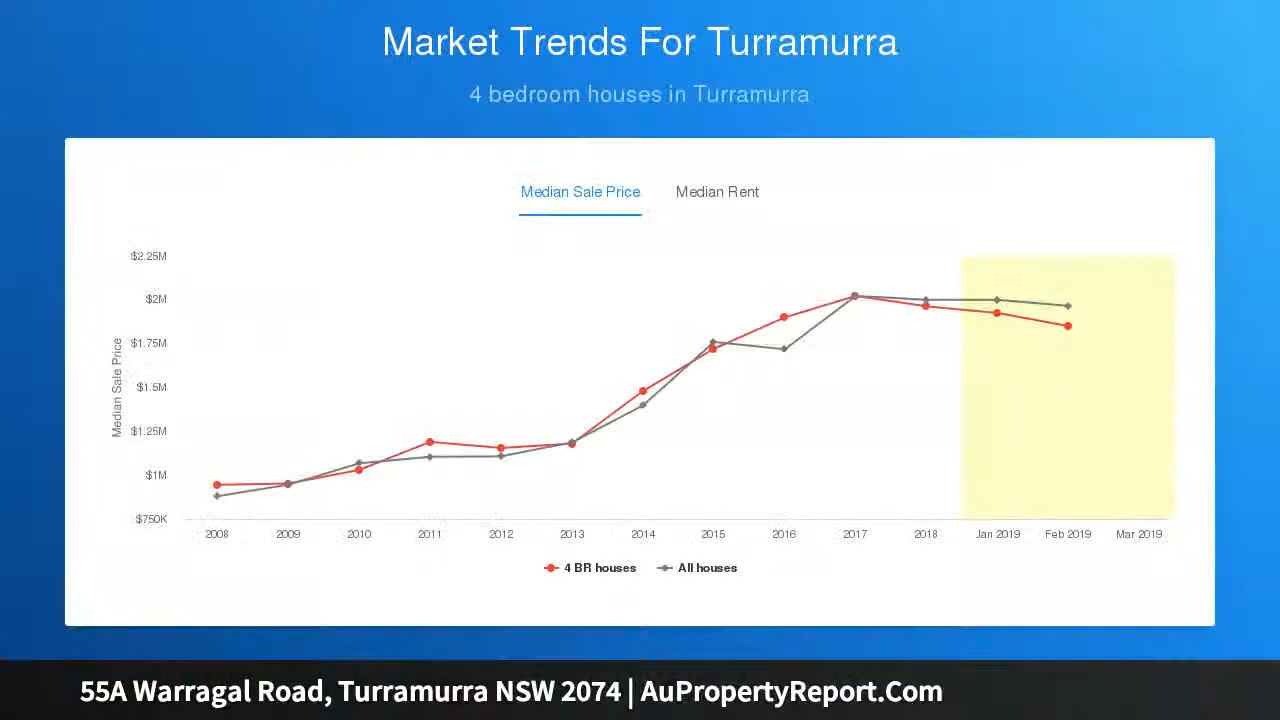 Market Trends For Turramurra
4 bedroom houses in Turramurra
Median Sale Price Median Rent
$2.25M
$2M
$1.75M
$1.5M
$1.25M
$1M
$750K
Median Sale Price
2008 2009 2010 2011 2012 2013 2014 2015 2016 2017 2018 Jan 2019 Feb 2019 Mar 2019
4 BR houses All houses
55A Warragal Road, Turramurra NSW 2074 | AuPropertyReport.Com